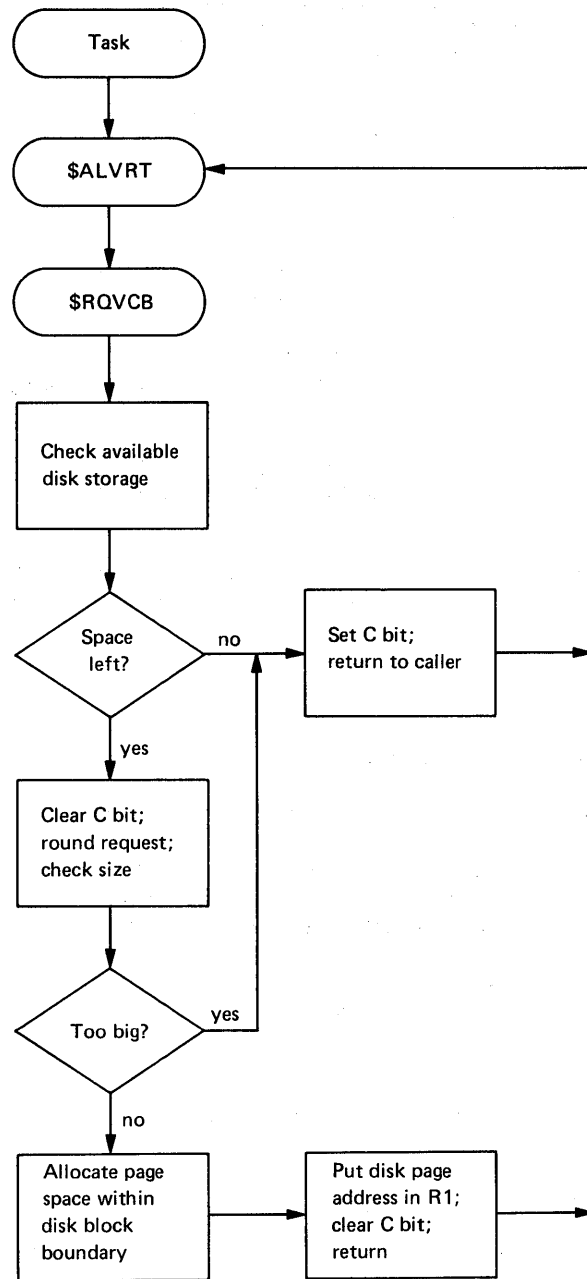 Task
$ALVRT
$RQVCB
Check available
disk storage
Space
left?
no
Set C bit;
return to caller
yes
Clear C bit;
round request;
check size
Too big?
yes
no
Allocate page
space within
disk block
boundary
Put disk page
address in R1;
clear C bit;
return